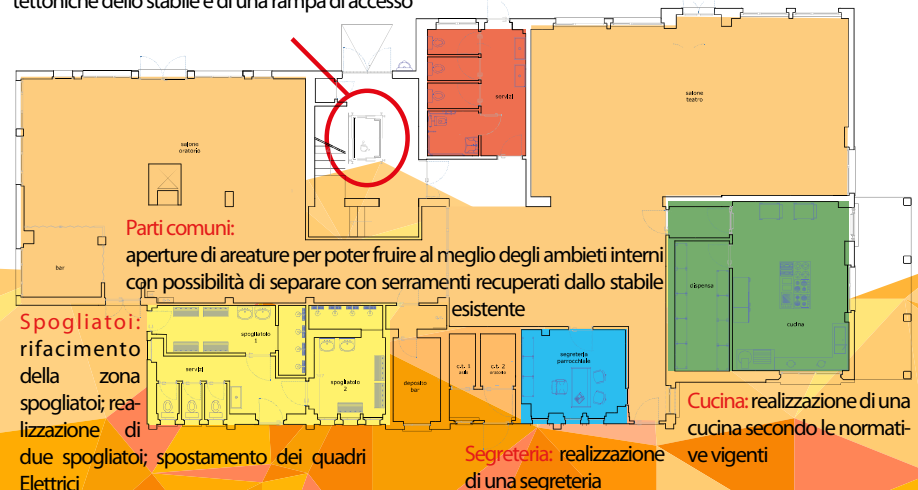 tettoniche dello stabile e di una rampa di accesso
servizi
salone
teatro
salone
oratorio
Parti comuni:
aperture di areature per poter fruire al meglio degli ambieti interni
con possibilità di separare con serramenti recuperati dallo stabile
esistente
bar
dispensa
cucina
Spogliatoi:
rifacimento
della zona
spogliatoi; rea-
lizzazione di
due spogliatoi; spostamento dei quadri
Elettrici
spogliatoio
1
servizi
spogliatoio
2
deposito
bar
c.t. 1
c.t. 2
segreteria
parrocchiale
Segreteria: realizzazione
di una segreteria
Cucina: realizzazione di una
cucina secondo le normati-
ve vigenti